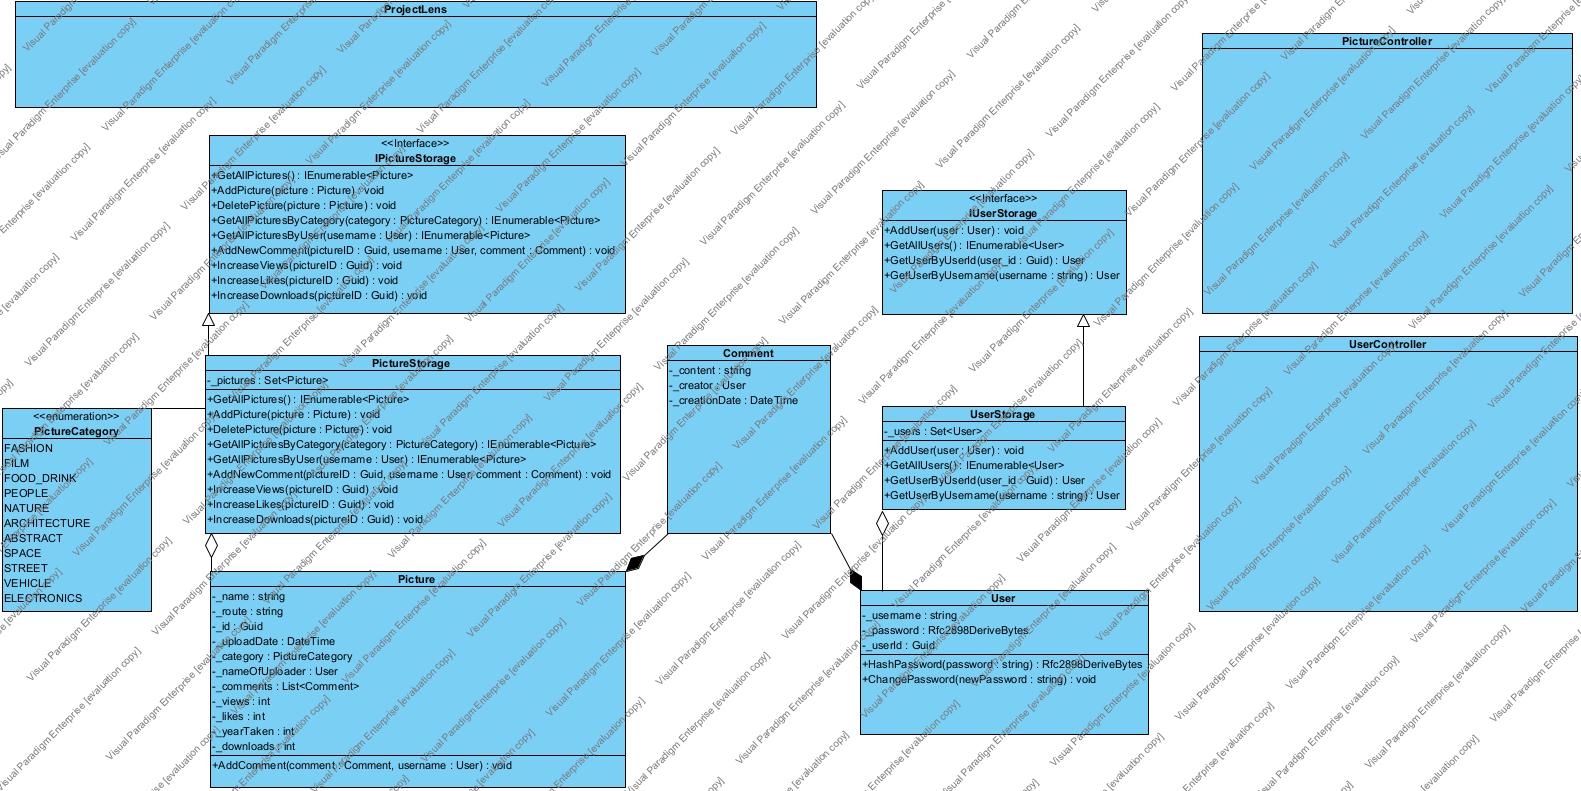 ProjectLens
<<Interface>>
IPictureStorage
+GetAllPictures() : IEnumerable<Picture>
+AddPicture(picture : Picture) : void
+DeletePicture(picture : Picture) : void
+GetAllPicturesByCategory(category : PictureCategory) : IEnumerable<Picture>
+GetAllPicturesByUser(username : User) : IEnumerable<Picture>
+AddNewComment(pictureID : Guid, username : User, comment : Comment) : void
+IncreaseViews(pictureID : Guid) : void
+IncreaseLikes(pictureID : Guid) : void
+IncreaseDownloads(pictureID : Guid) : void
PictureStorage
-_pictures : Set<Picture>
+GetAllPictures() : IEnumerable<Picture>
+AddPicture(picture : Picture) : void
+DeletePicture(picture : Picture) : void
+GetAllPicturesByCategory(category : PictureCategory) : IEnumerable<Picture>
+GetAllPicturesByUser(username : User) : IEnumerable<Picture>
+AddNewComment(pictureID : Guid, username : User, comment : Comment) : void
+IncreaseViews(pictureID : Guid) : void
+IncreaseLikes(pictureID : Guid) : void
+IncreaseDownloads(pictureID : Guid) : void
<<enumeration>>
PictureCategory
FASHION
FILM
FOOD_DRINK
PEOPLE
NATURE
ARCHITECTURE
ABSTRACT
SPACE
STREET
VEHICLE
ELECTRONICS
Picture
-_name : string
-_route : string
-_id : Guid
-_uploadDate : DateTime
-_category : PictureCategory
-_nameOfUploader : User
-_comments : List<Comment>
-_views : int
-_likes : int
-_yearTaken : int
-_downloads : int
+AddComment(comment : Comment, username : User) : void
Comment
-_content : string
-_creator : User
-_creationDate : DateTime
<<Interface>>
IUserStorage
+AddUser(user : User) : void
+GetAllUsers() : IEnumerable<User>
+GetUserByUserId(user_id : Guid) : User
+GetUserByUsername(username : string) : User
UserStorage
-_users : Set<User>
+AddUser(user : User) : void
+GetAllUsers() : IEnumerable<User>
+GetUserByUserId(user_id : Guid) : User
+GetUserByUsername(username : string) : User
User
-_username : string
-_password : Rfc2898DeriveBytes
-_userId : Guid
+HashPassword(password : string) : Rfc2898DeriveBytes
+ChangePassword(newPassword : string) : void
PictureController
UserController
Visual Paradigm Enterprise [evaluation copy]